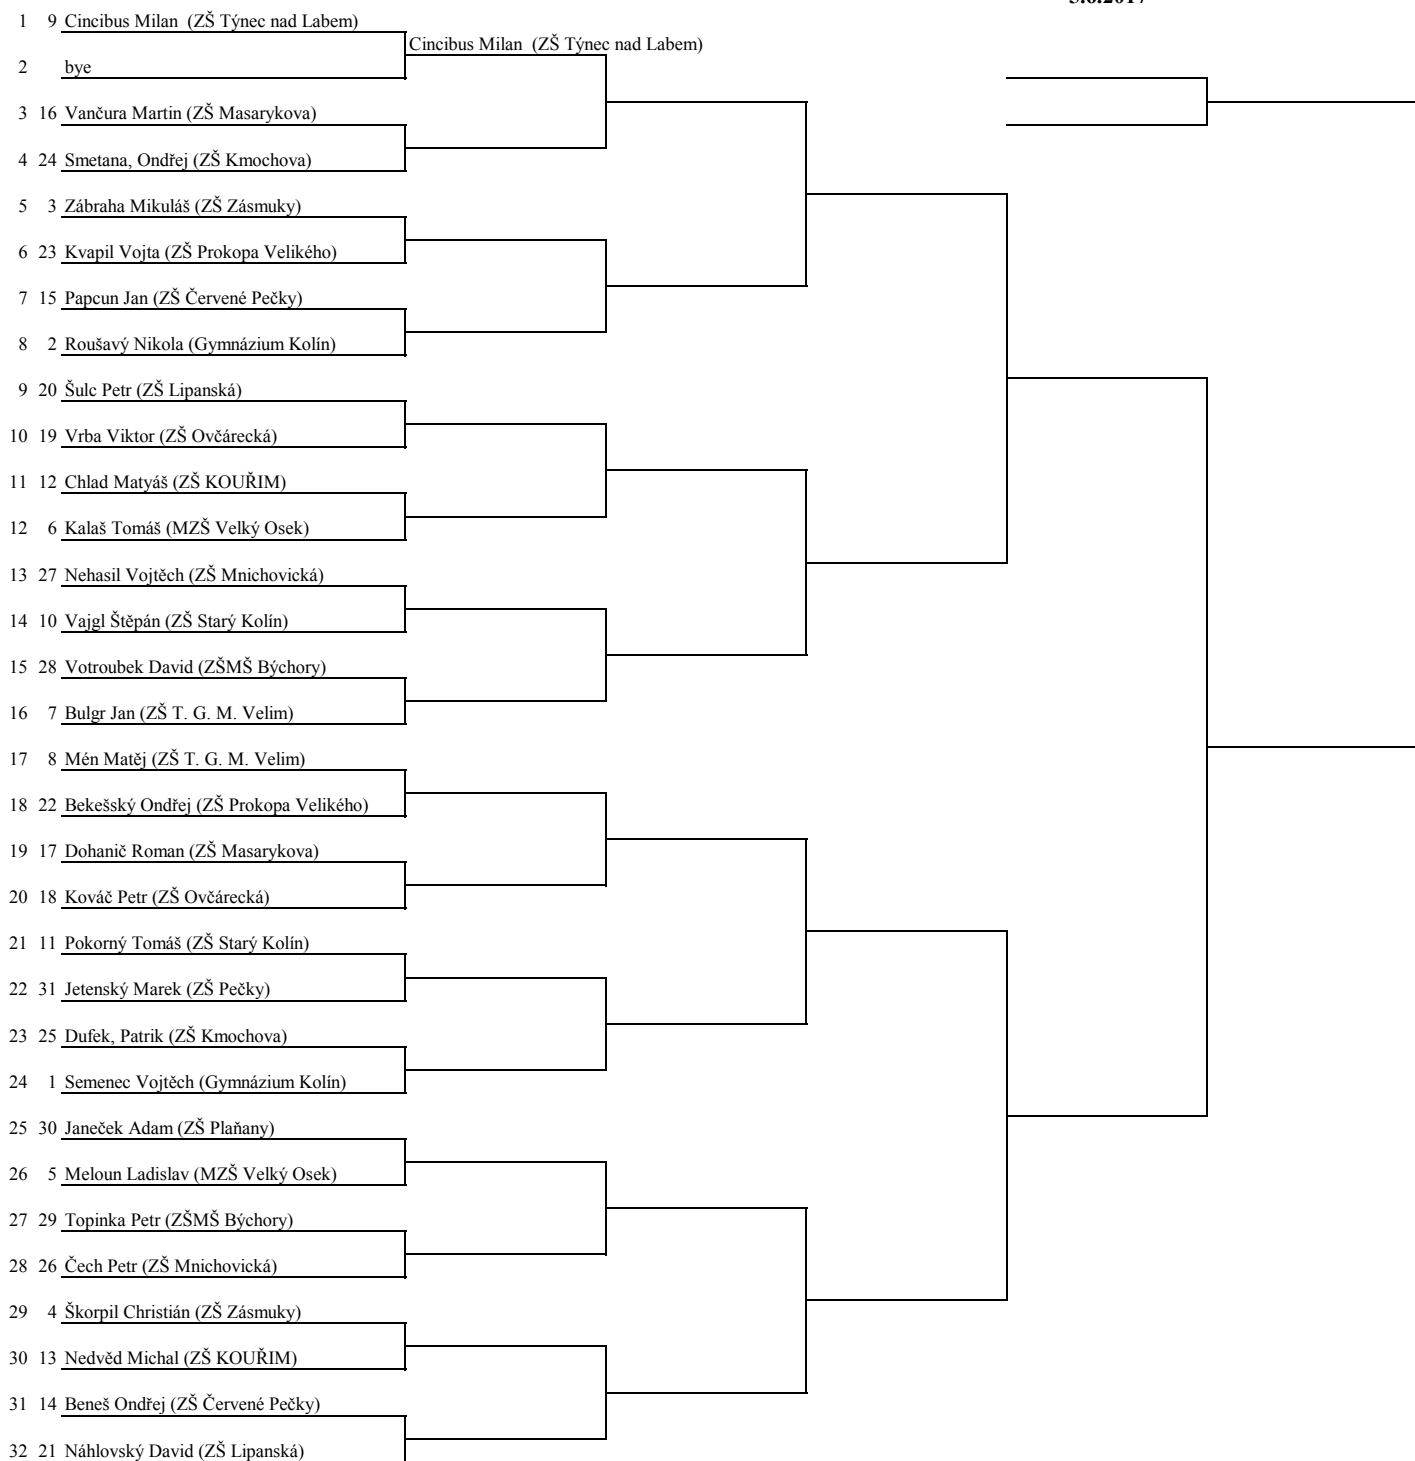 1 9 Cincibus Milan (ZŠ Týnec nad Labem)
Cincibus Milan (ZŠ Týnec nad Labem)
2 bye
3 16 Vančura Martin (ZŠ Masarykova)
4 24 Smetana, Ondřej (ZŠ Kmochova)
5 3 Zábraha Mikuláš (ZŠ Zásmuky)
6 23 Kvapil Vojta (ZŠ Prokopa Velikého)
7 15 Papcun Jan (ZŠ Červené Pečky)
8 2 Roušavý Nikola (Gymnázium Kolín)
9 20 Šulc Petr (ZŠ Lipanská)
10 19 Vrba Viktor (ZŠ Ovčárecká)
11 12 Chlad Matyáš (ZŠ KOUŘIM)
12 6 Kalaš Tomáš (MZŠ Velký Osek)
13 27 Nehasil Vojtěch (ZŠ Mnichovická)
14 10 Vajgl Štěpán (ZŠ Starý Kolín)
15 28 Votroubek David (ZŠMŠ Býchory)
16 7 Bulgr Jan (ZŠ T. G. M. Velim)
17 8 Mén Matěj (ZŠ T. G. M. Velim)
18 22 Bekešský Ondřej (ZŠ Prokopa Velikého)
19 17 Dohanič Roman (ZŠ Masarykova)
20 18 Kováč Petr (ZŠ Ovčárecká)
21 11 Pokorný Tomáš (ZŠ Starý Kolín)
22 31 Jetenský Marek (ZŠ Pečky)
23 25 Dufek, Patrik (ZŠ Kmochova)
24 1 Semenec Vojtěch (Gymnázium Kolín)
25 30 Janeček Adam (ZŠ Plaňany)
26 5 Meloun Ladislav (MZŠ Velký Osek)
27 29 Topinka Petr (ZŠMŠ Býchory)
28 26 Čech Petr (ZŠ Mnichovická)
29 4 Škorpil Christián (ZŠ Zásmuky)
30 13 Nedvěd Michal (ZŠ KOUŘIM)
31 14 Beneš Ondřej (ZŠ Červené Pečky)
32 21 Náhlovský David (ZŠ Lipanská)